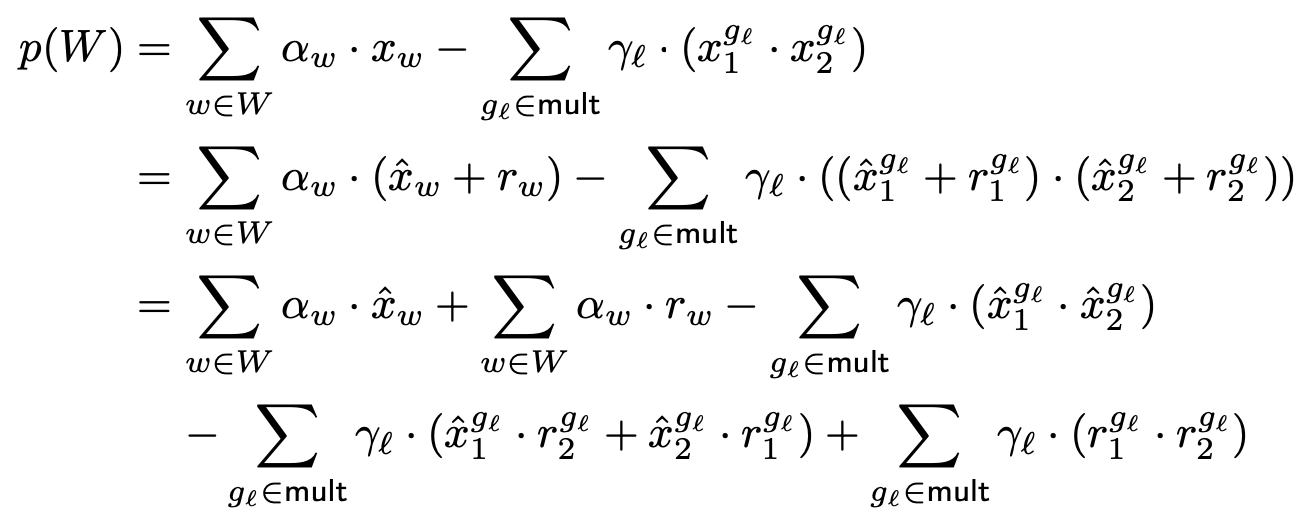 p(W) = \sum_{w \in W} \alpha_w \cdot x_w - \sum_{g_\ell \in \mathsf{mult}} \gamma_\ell \cdot (x_1^{g_\ell} \cdot x_2^{g_\ell})
= \sum_{w \in W} \alpha_w \cdot (\hat{x}_w + r_w) - \sum_{g_\ell \in \mathsf{mult}} \gamma_\ell \cdot ((\hat{x}_1^{g_\ell} + r_1^{g_\ell}) \cdot (\hat{x}_2^{g_\ell} + r_2^{g_\ell}))
= \sum_{w \in W} \alpha_w \cdot \hat{x}_w + \sum_{w \in W} \alpha_w \cdot r_w - \sum_{g_\ell \in \mathsf{mult}} \gamma_\ell \cdot (\hat{x}_1^{g_\ell} \cdot \hat{x}_2^{g_\ell})
- \sum_{g_\ell \in \mathsf{mult}} \gamma_\ell \cdot (\hat{x}_1^{g_\ell} \cdot r_2^{g_\ell} + \hat{x}_2^{g_\ell} \cdot r_1^{g_\ell}) + \sum_{g_\ell \in \mathsf{mult}} \gamma_\ell \cdot (r_1^{g_\ell} \cdot r_2^{g_\ell})